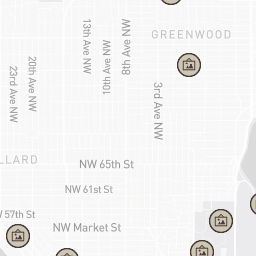 GREENWOOD
8th Ave NW
13th Ave NW
10th Ave NW
20th Ave NW
23rd Ave NW
3rd Ave NW
LLARD
NW 65th St
NW 61st St
W 57th St
NW Market St